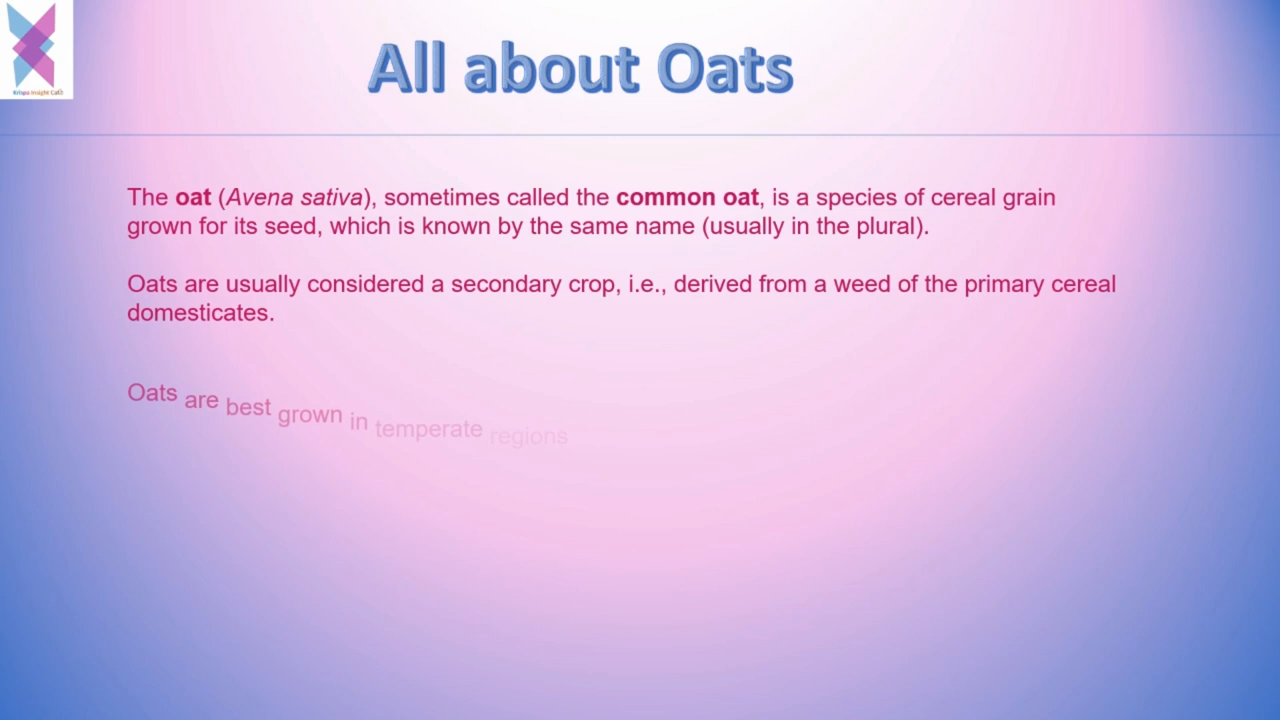 All about Oats
The oat (Avena sativa), sometimes called the common oat, is a species of cereal grain
grown for its seed, which is known by the same name (usually in the plural).
Oats are usually considered a secondary crop, i.e., derived from a weed of the primary cereal
domesticates.
Oats are best grown in temperate regions